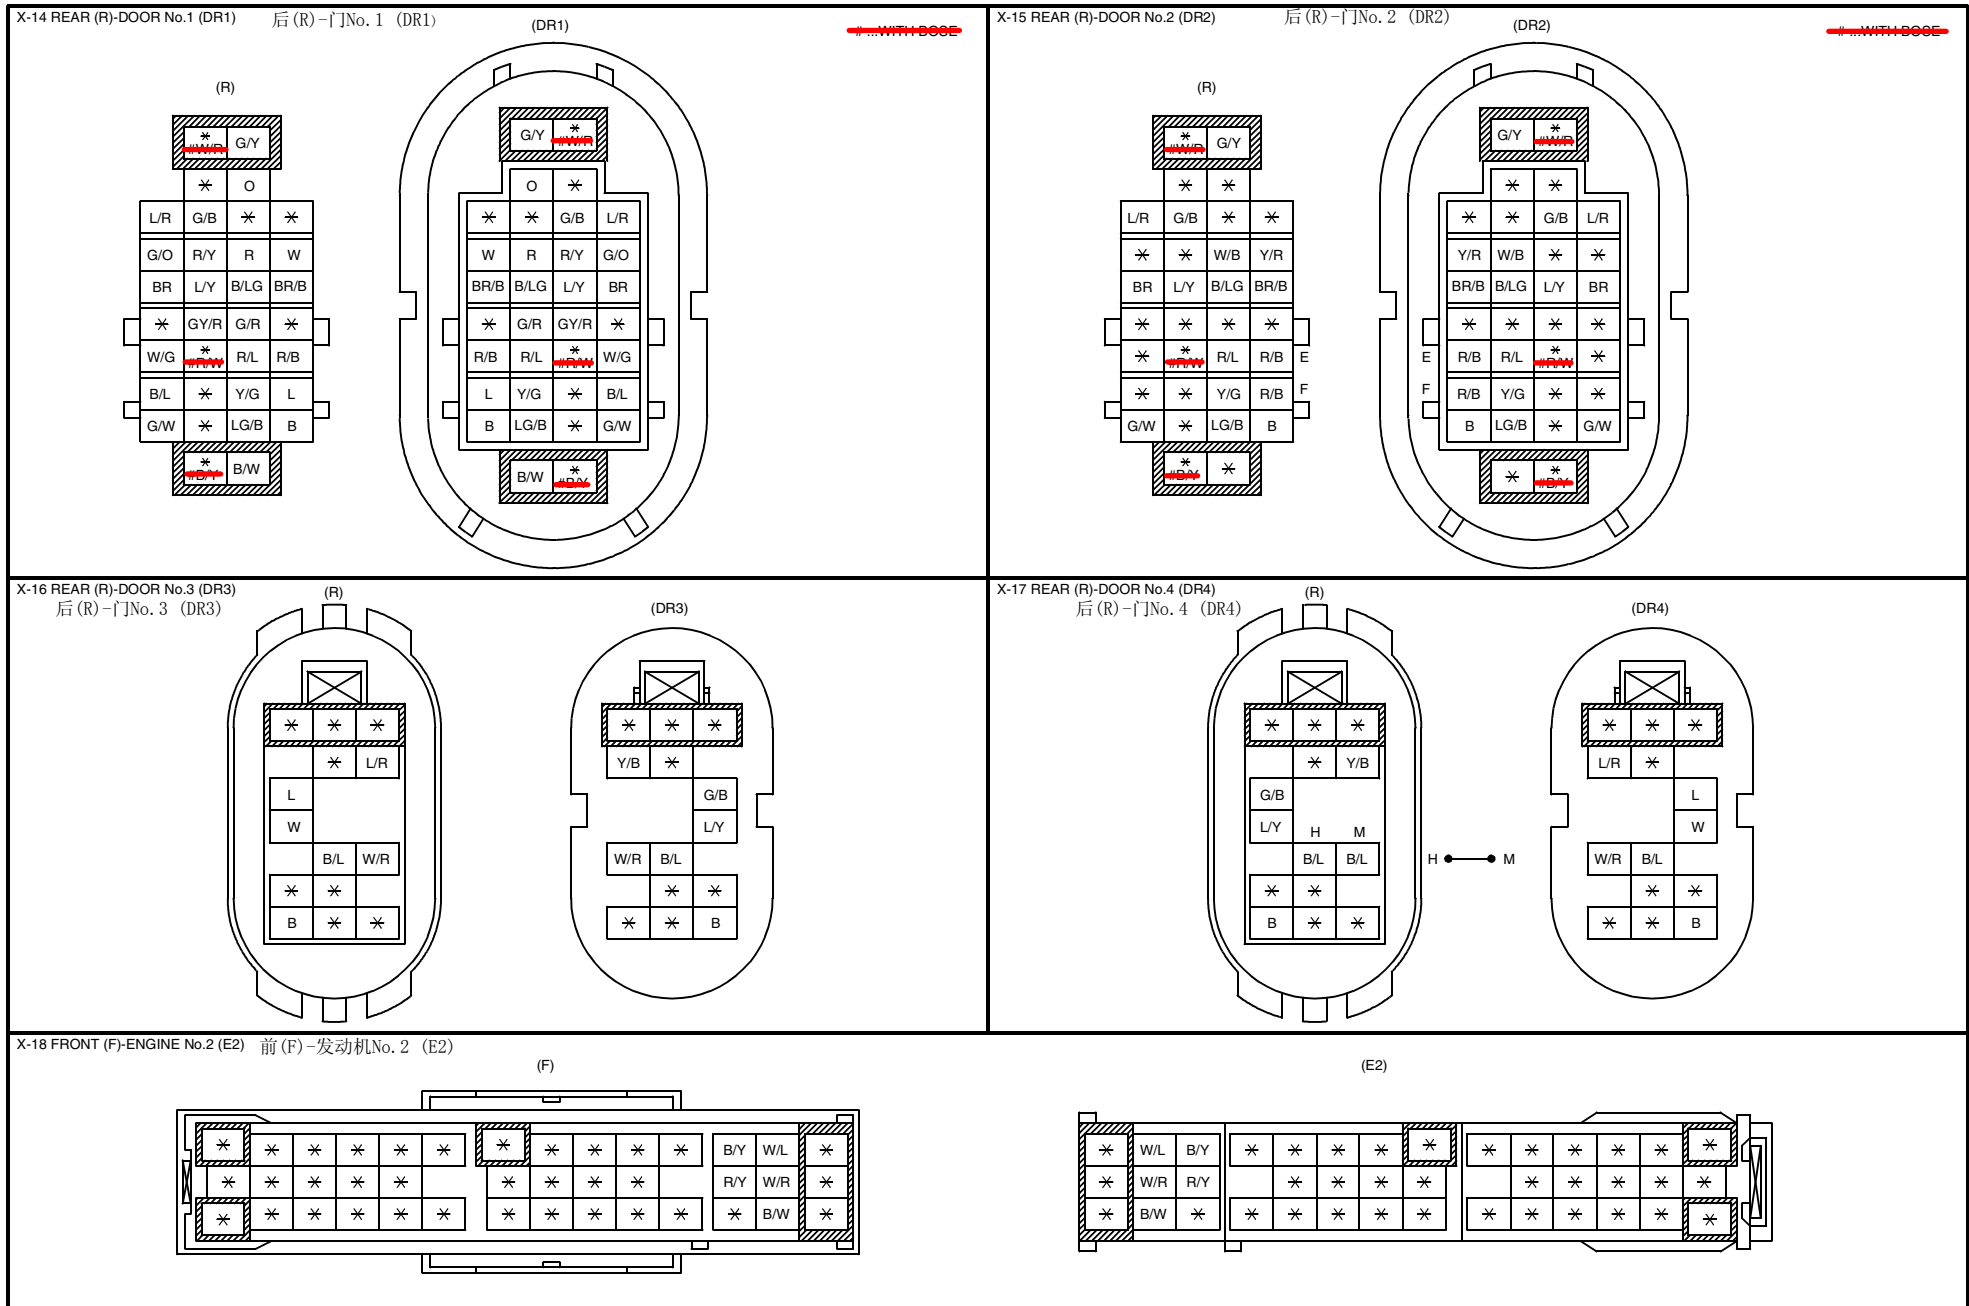 X-14 REAR (R)-DOOR No.1 (DR1) 后(R)-门No.1 (DR1)
# ...WITH BOSE
(R)
* G/Y
#W/R
* O
L/R G/B * *
G/O R/Y R W
BR L/Y B/LG BR/B
* GY/R G/R *
W/G * R/L R/B
#R/W
B/L * Y/G L
G/W * LG/B B
* B/W
#B/Y
(DR1)
G/Y *
#W/R
O *
* * G/B L/R
W R R/Y G/O
BR/B B/LG L/Y BR
* G/R GY/R *
R/B R/L * W/G
#R/W
L Y/G * B/L
B LG/B * G/W
B/W *
#B/Y
X-15 REAR (R)-DOOR No.2 (DR2) 后(R)-门No.2 (DR2)
# ...WITH BOSE
(R)
* G/Y
#W/R
* *
L/R G/B * *
* * W/B Y/R
BR L/Y B/LG BR/B
* * * *
* * R/L R/B E
#R/W
* * Y/G R/B F
G/W * LG/B B
* *
#B/Y
(DR2)
G/Y *
#W/R
* *
* * G/B L/R
Y/R W/B * *
BR/B B/LG L/Y BR
* * * *
E R/B R/L * *
#R/W
F R/B Y/G * *
B LG/B * G/W
* *
#B/Y
X-16 REAR (R)-DOOR No.3 (DR3)
后(R)-门No.3 (DR3)
(R)
* * *
* L/R
L
W
B/L W/R
* *
B * *
(DR3)
* * *
Y/B *
G/B
L/Y
W/R B/L
* *
* * B
X-17 REAR (R)-DOOR No.4 (DR4)
后(R)-门No.4 (DR4)
(R)
* * *
* Y/B
G/B
L/Y H M
B/L B/L
* *
B * *
H M
(DR4)
* * *
L/R *
L
W
W/R B/L
* *
* * B
X-18 FRONT (F)-ENGINE No.2 (E2) 前(F)-发动机No.2 (E2)
(F)
* * * * * * * * * * * B/Y W/L *
* * * * * * * * * * R/Y W/R *
* * * * * * * * * * * * B/W *
(E2)
* W/L B/Y * * * * * * * * * * *
* W/R R/Y * * * * * * * * *
* B/W * * * * * * * * * * * *